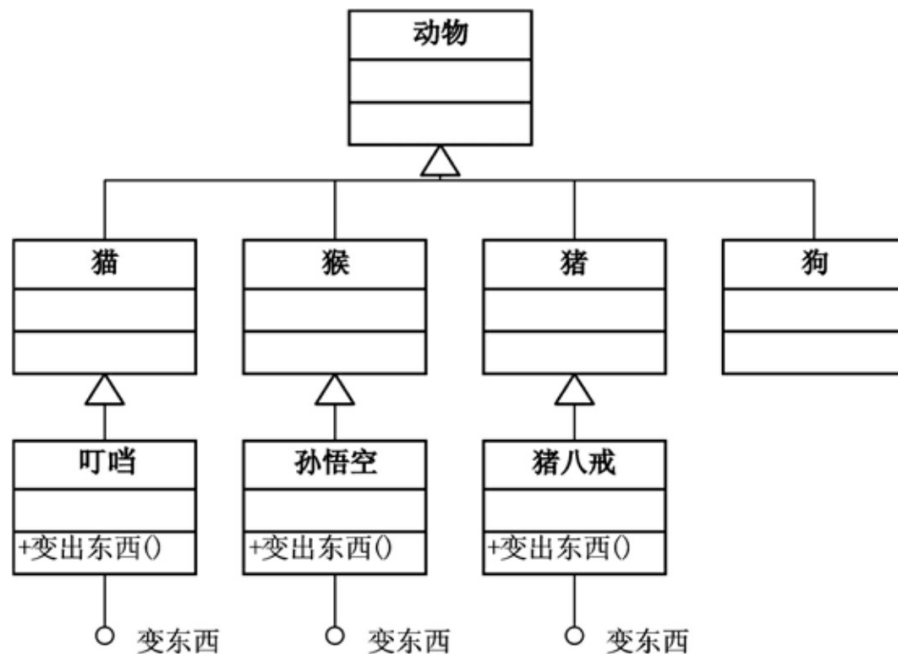 动物
猫
猴
猪
狗
叮当
孙悟空
猪八戒
+变出东西()
+变出东西()
+变出东西()
变东西
变东西
变东西